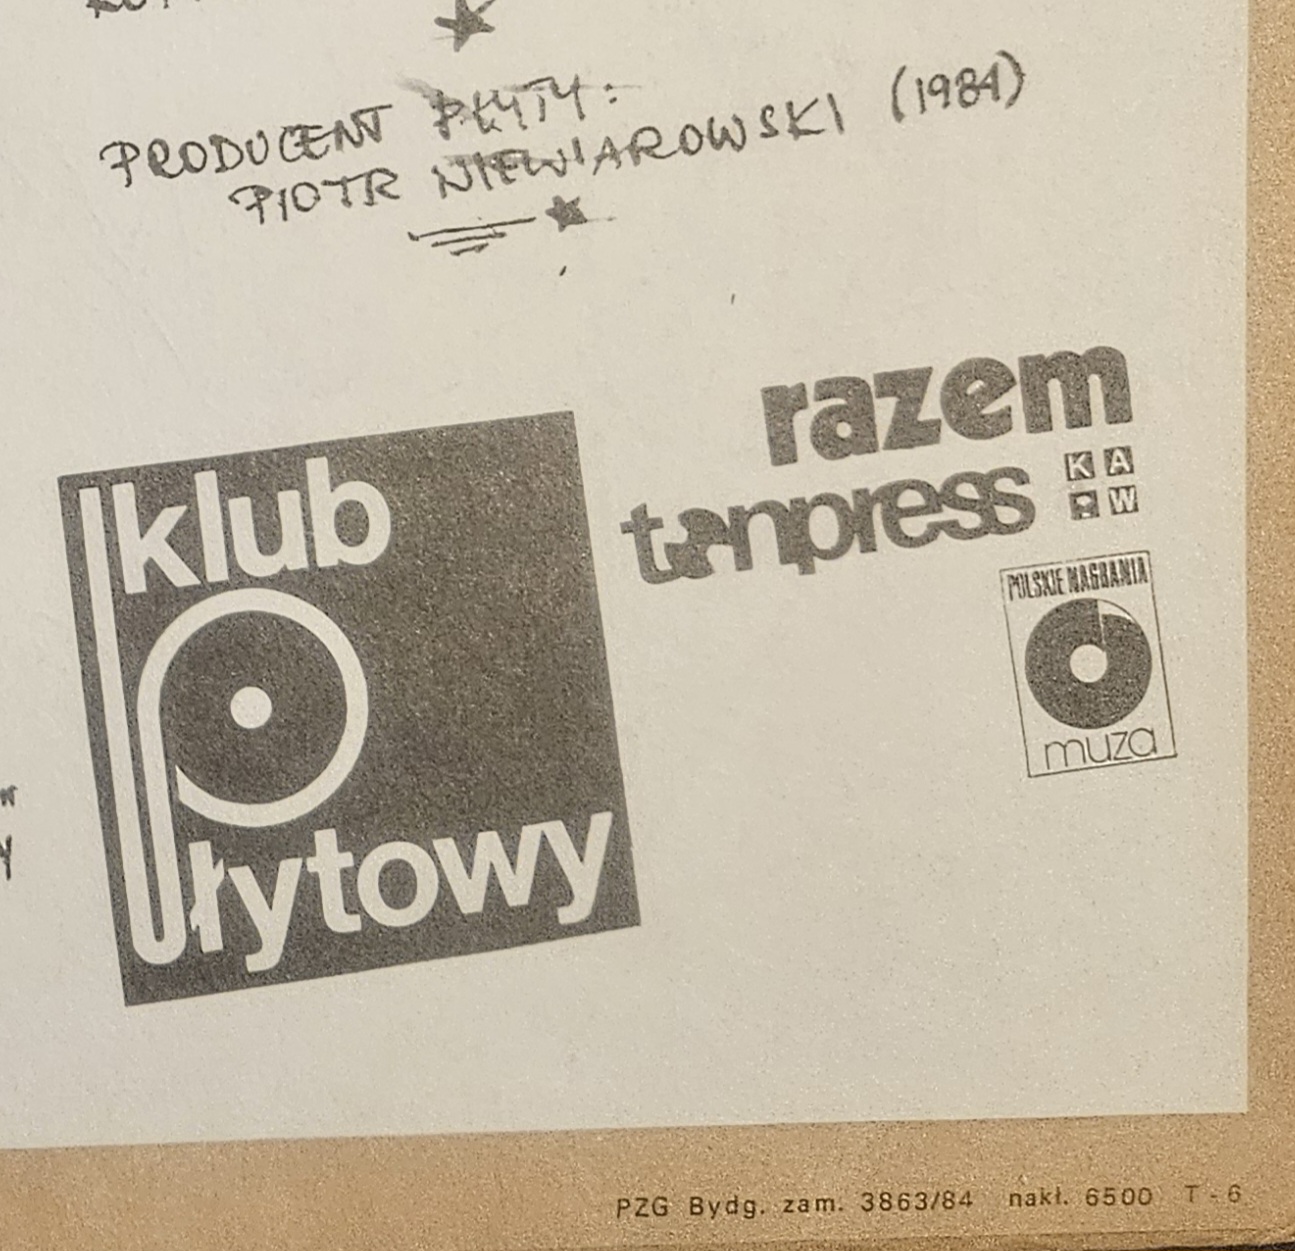 PRODUCENT PŁYTY:
PIOTR NIEWIAROWSKI (1984)
razem
tonpress
K A
W
klub
płytowy
POLSKIE NAGRANIA
muza
PZG Bydg. zam. 3863/84 nakł. 6500 T-6